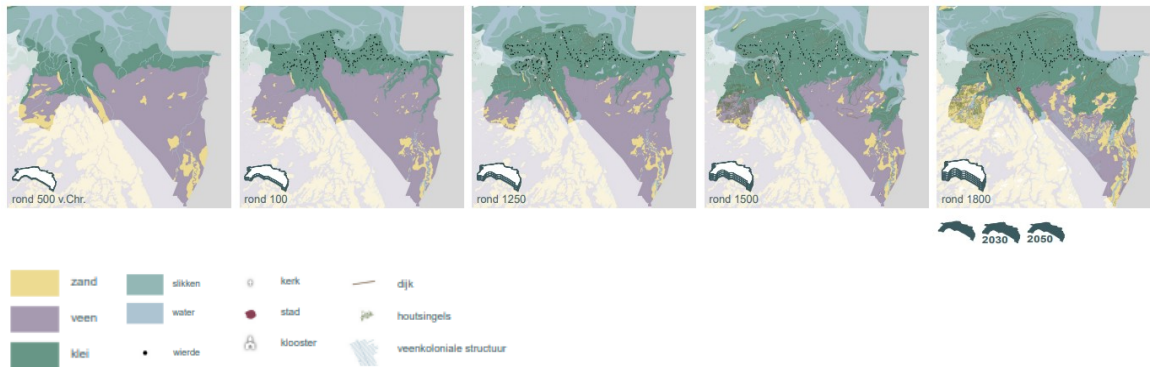 rond 500 v.Chr.
rond 100
rond 1250
rond 1500
rond 1800
2030
2050
zand
slikken
kerk
dijk
veen
water
stad
houtsingels
klei
wierde
klooster
veenkoloniale structuur